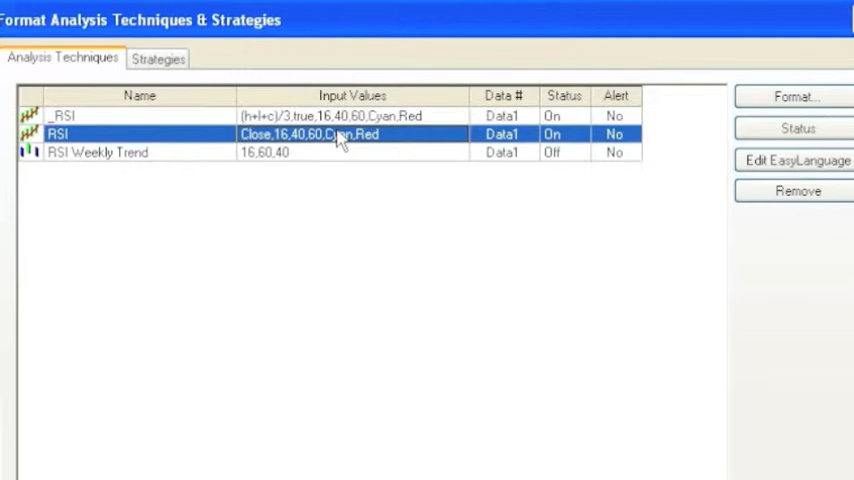 Format Analysis Techniques & Strategies
Analysis Techniques Strategies
Name Input Values Data # Status Alert Format...
_RSI (h+l+c)/3,true,16,40,60,Cyan,Red Data1 On No
RSI Close,16,40,60,Cyan,Red Data1 On No Status
RSI Weekly Trend 16,60,40 Data1 Off No Edit EasyLanguage
Remove